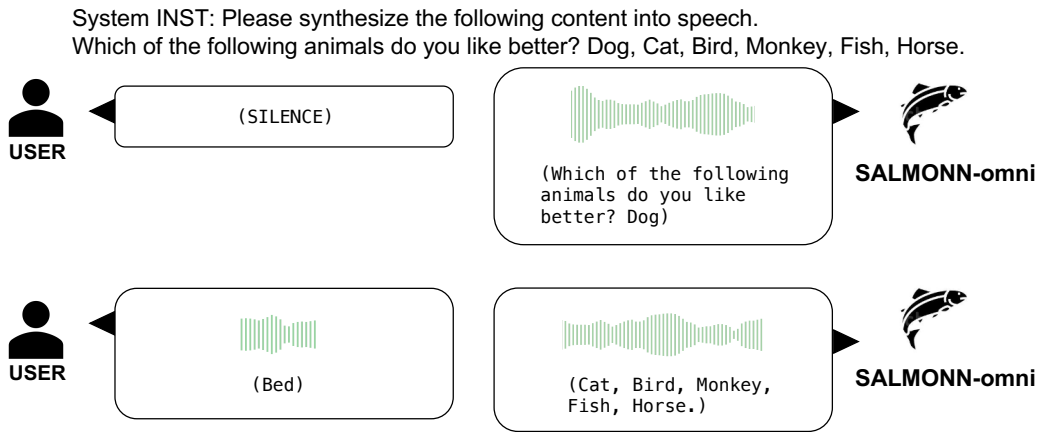 System INST: Please synthesize the following content into speech.
Which of the following animals do you like better? Dog, Cat, Bird, Monkey, Fish, Horse.
(SILENCE)
USER
(Which of the following
animals do you like
better? Dog)
SALMONN-omni
(Bed)
USER
(Cat, Bird, Monkey,
Fish, Horse.)
SALMONN-omni